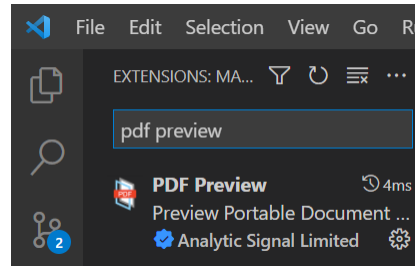 File Edit Selection View Go R
EXTENSIONS: MA...
pdf preview
PDF Preview 4ms
PDF
Preview Portable Document ...
Analytic Signal Limited
2